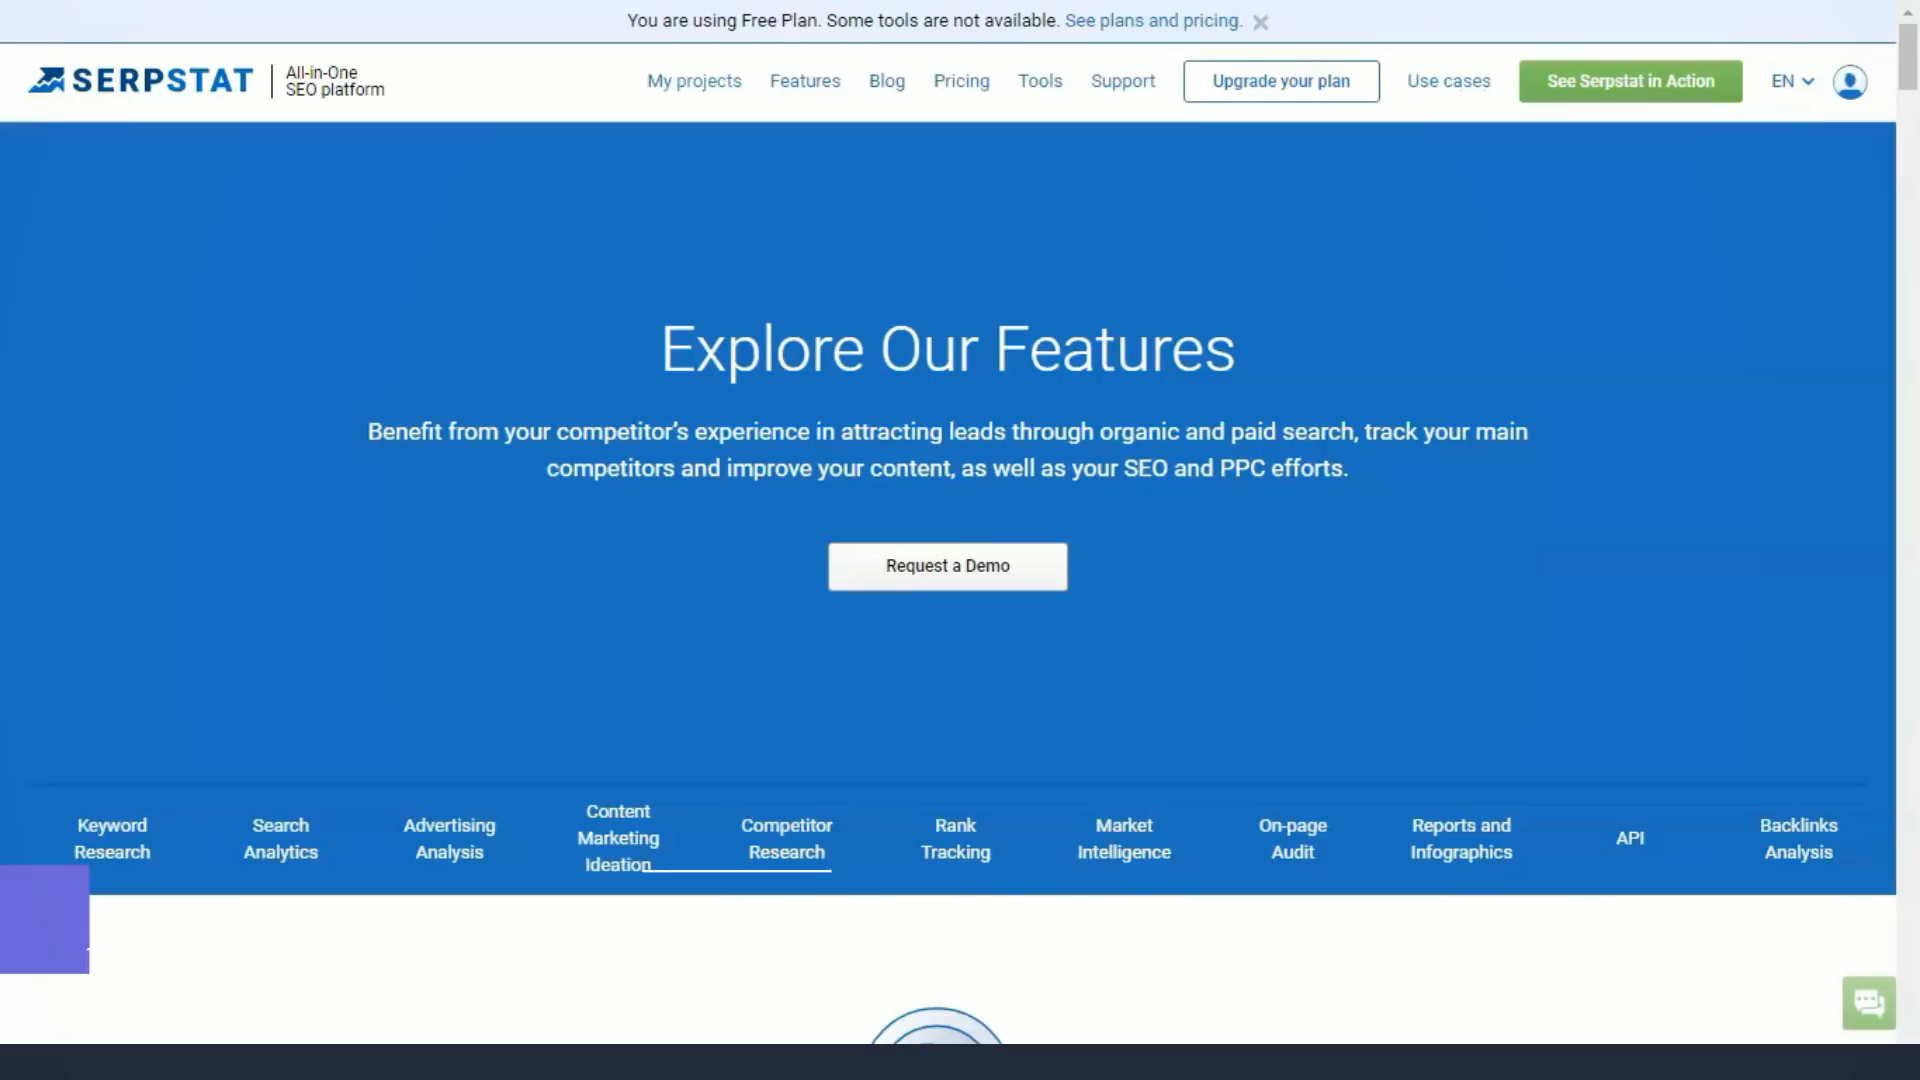 You are using Free Plan. Some tools are not available. See plans and pricing.
SERPSTAT
All-in-One
SEO platform
My projects
Features
Blog
Pricing
Tools
Support
Upgrade your plan
Use cases
See Serpstat in Action
EN
Explore Our Features
Benefit from your competitor’s experience in attracting leads through organic and paid search, track your main
competitors and improve your content, as well as your SEO and PPC efforts.
Request a Demo
Keyword
Research
Search
Analytics
Advertising
Analysis
Content
Marketing
Ideation
Competitor
Research
Rank
Tracking
Market
Intelligence
On-page
Audit
Reports and
Infographics
API
Backlinks
Analysis